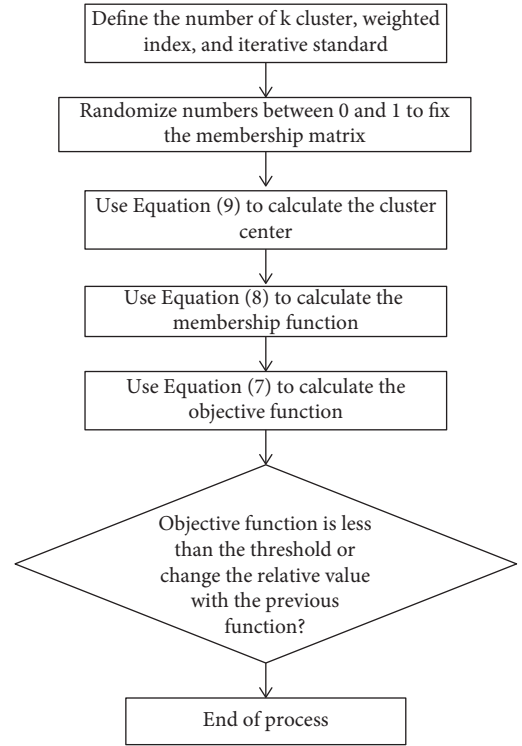 Define the number of k cluster, weighted
index, and iterative standard
Randomize numbers between 0 and 1 to fix
the membership matrix
Use Equation (9) to calculate the cluster
center
Use Equation (8) to calculate the
membership function
Use Equation (7) to calculate the
objective function
Objective function is less
than the threshold or
change the relative value
with the previous
function?
End of process